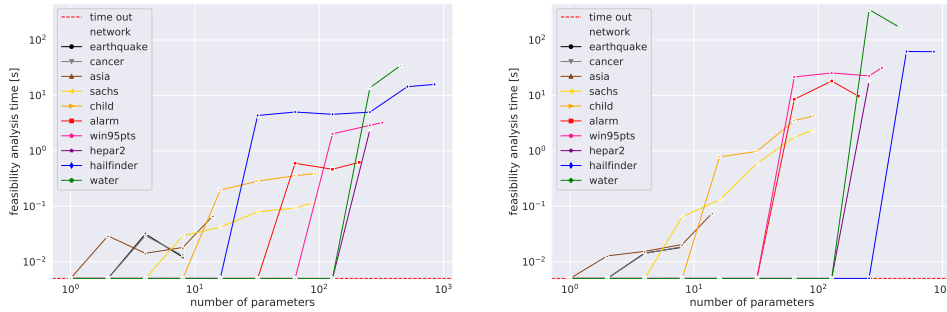 10²
10¹
10⁰
10⁻¹
10⁻²
feasibility analysis time [s]
time out
network
earthquake
cancer
asia
sachs
child
alarm
win95pts
hepar2
hailfinder
water
10⁰
10¹
10²
10³
number of parameters
10²
10¹
10⁰
10⁻¹
10⁻²
feasibility analysis time [s]
time out
network
earthquake
cancer
asia
sachs
child
alarm
win95pts
hepar2
hailfinder
water
10⁰
10¹
10²
number of parameters